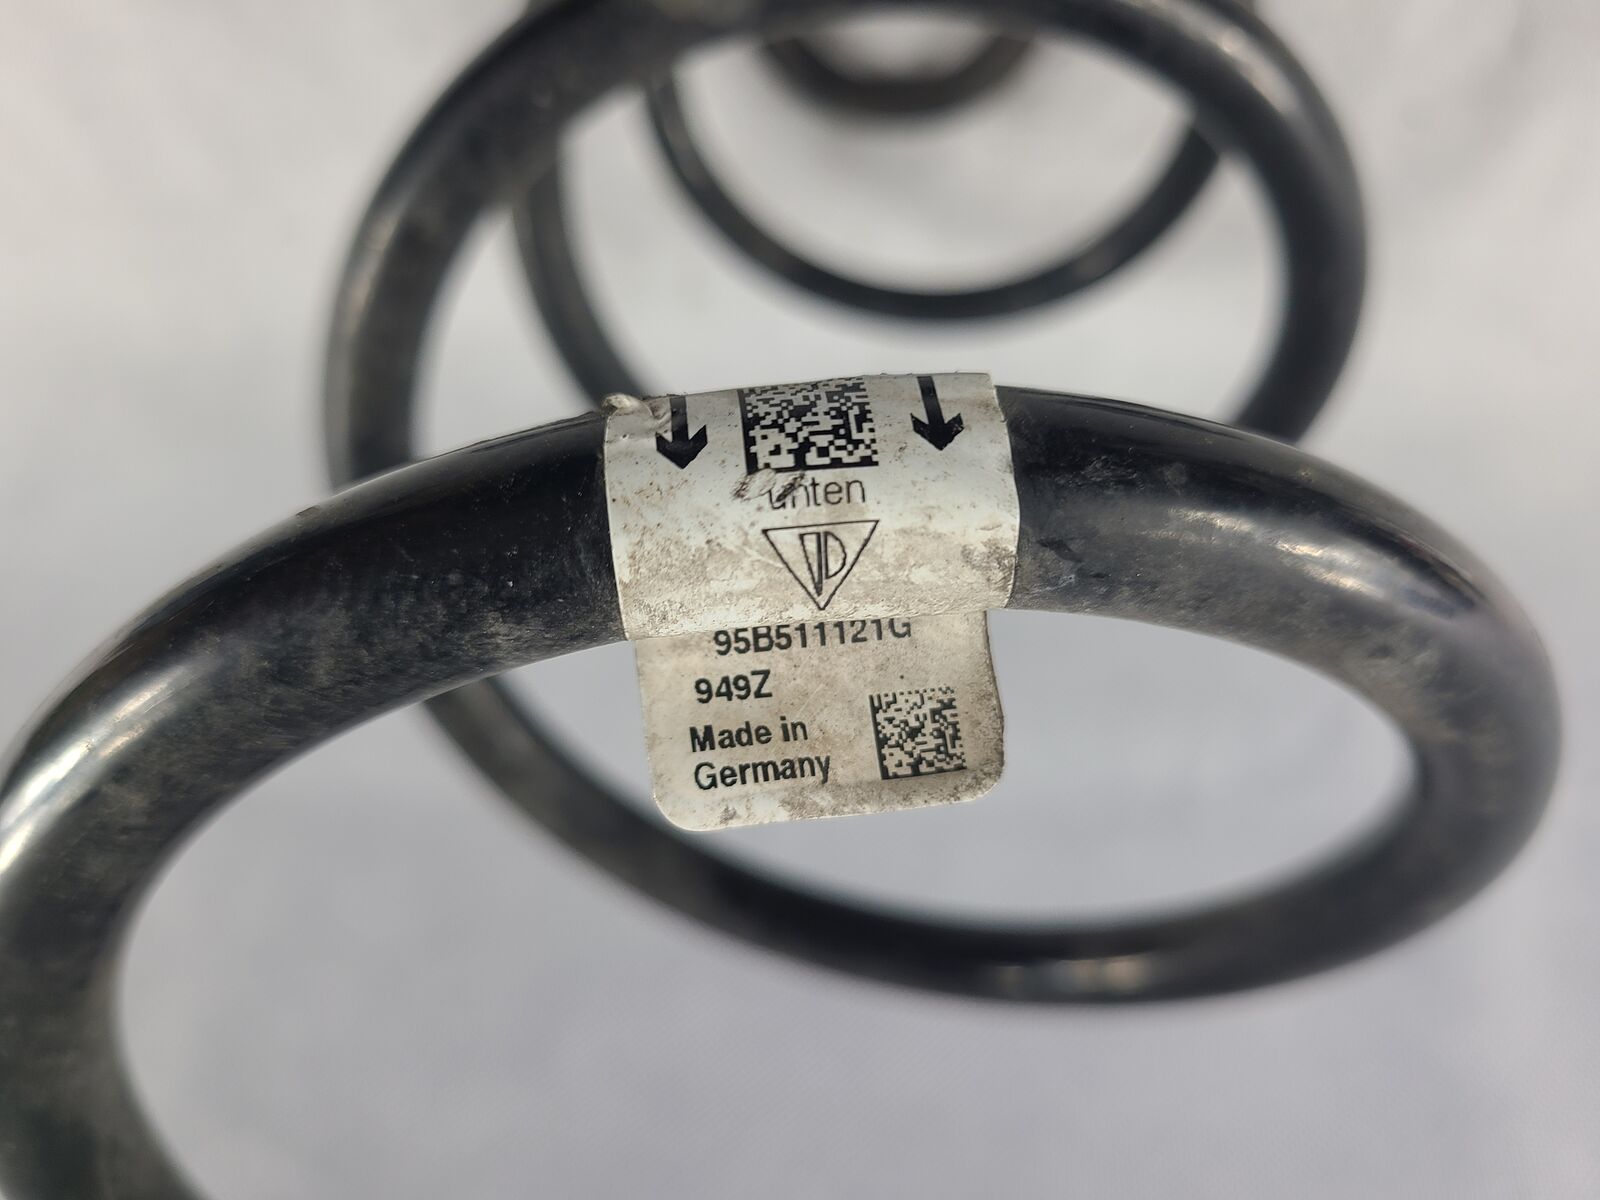 unten
95B511121G
949Z
Made in
Germany